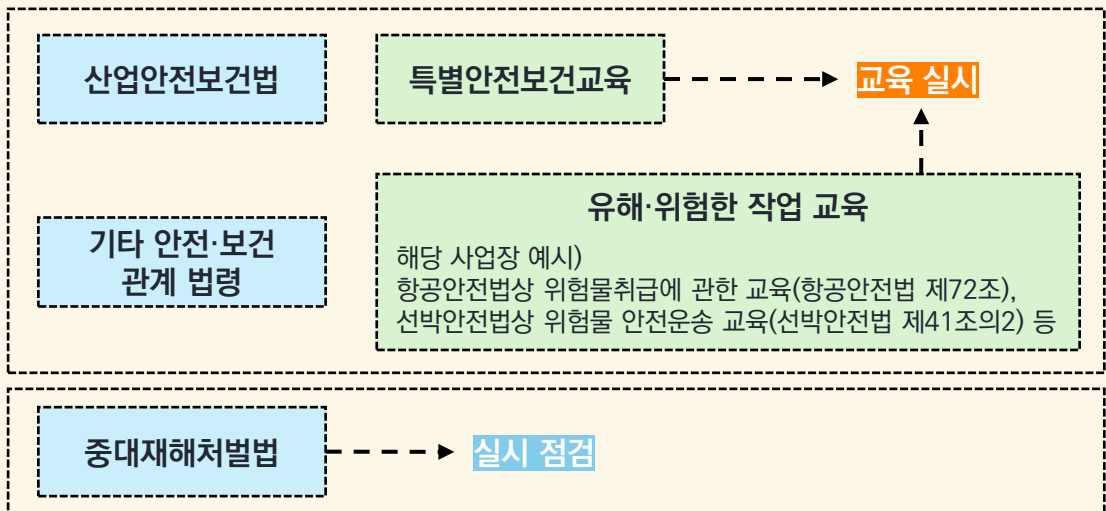 산업안전보건법
특별안전보건교육
교육 실시
기타 안전·보건
관계 법령
유해·위험한 작업 교육
해당 사업장 예시)
항공안전법상 위험물취급에 관한 교육(항공안전법 제72조),
선박안전법상 위험물 안전운송 교육(선박안전법 제41조의2) 등
중대재해처벌법
실시 점검